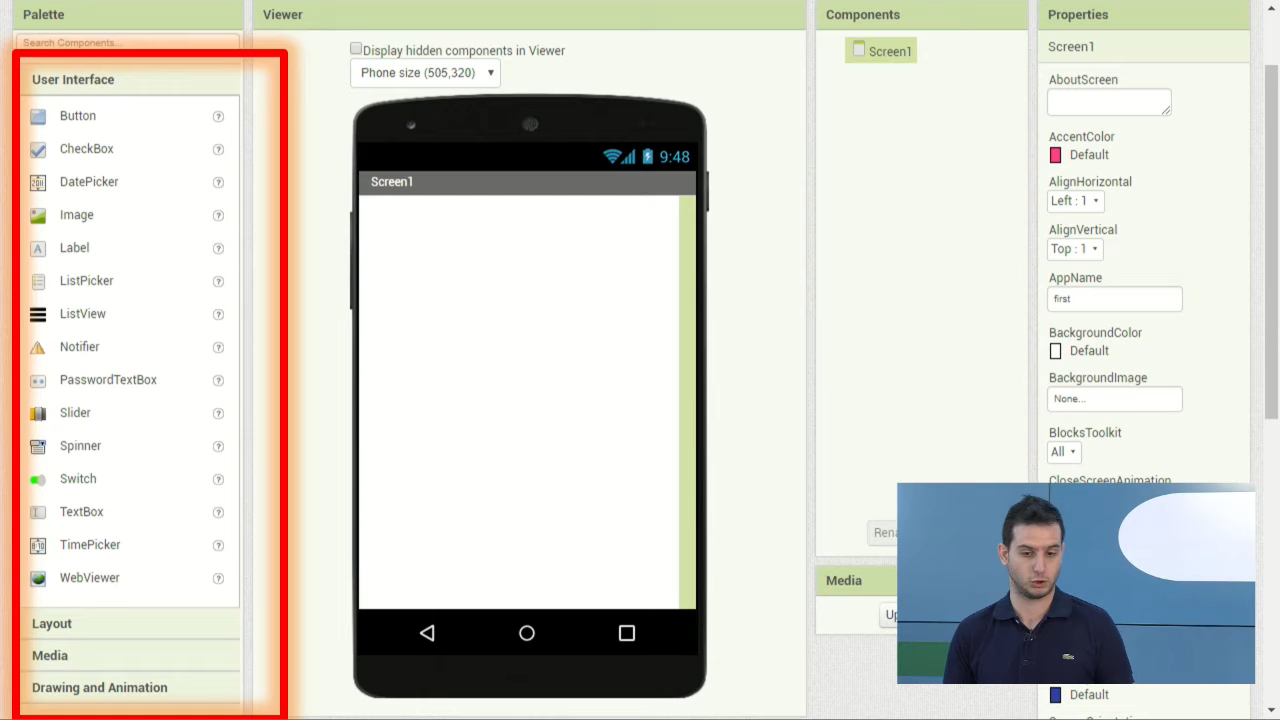 Palette
Search Components...
User Interface
Button
CheckBox
DatePicker
Image
Label
ListPicker
ListView
Notifier
PasswordTextBox
Slider
Spinner
Switch
TextBox
TimePicker
WebViewer
Layout
Media
Drawing and Animation
Viewer
Display hidden components in Viewer
Phone size (505,320)
9:48
Screen1
Components
Screen1
Rena
Media
Up
Properties
Screen1
AboutScreen
AccentColor
Default
AlignHorizontal
Left : 1
AlignVertical
Top : 1
AppName
first
BackgroundColor
Default
BackgroundImage
None...
BlocksToolkit
All
CloseScreenAnimation
Default